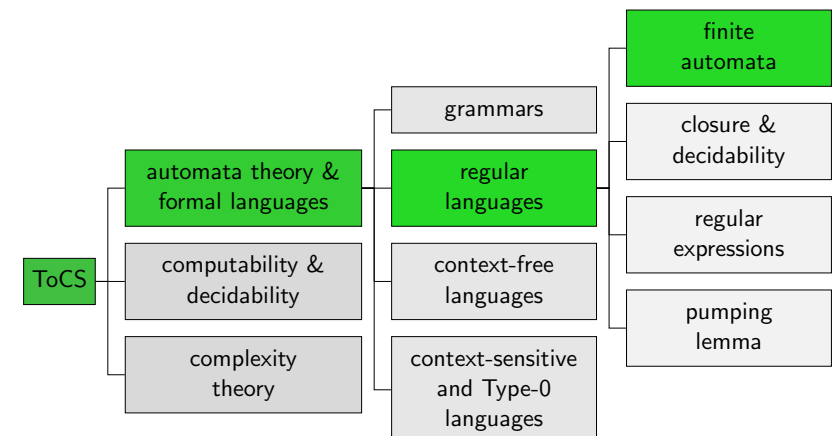 ToCS
automata theory &
formal languages
computability &
decidability
complexity
theory
grammars
regular
languages
context-free
languages
context-sensitive
and Type-0
languages
finite
automata
closure &
decidability
regular
expressions
pumping
lemma